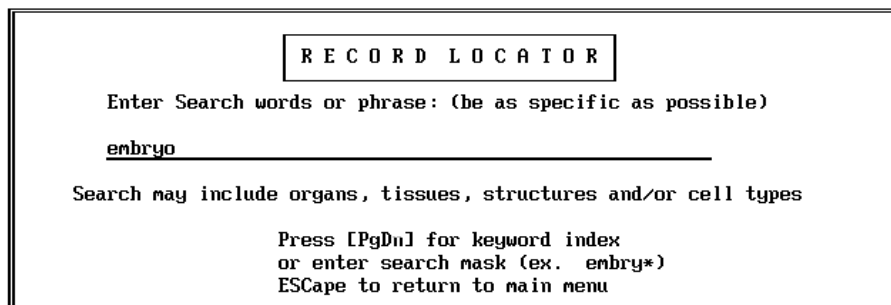 R E C O R D  L O C A T O R
Enter Search words or phrase: (be as specific as possible)
embryo
Search may include organs, tissues, structures and/or cell types
Press [PgDn] for keyword index
or enter search mask (ex.  embry*)
ESCape to return to main menu